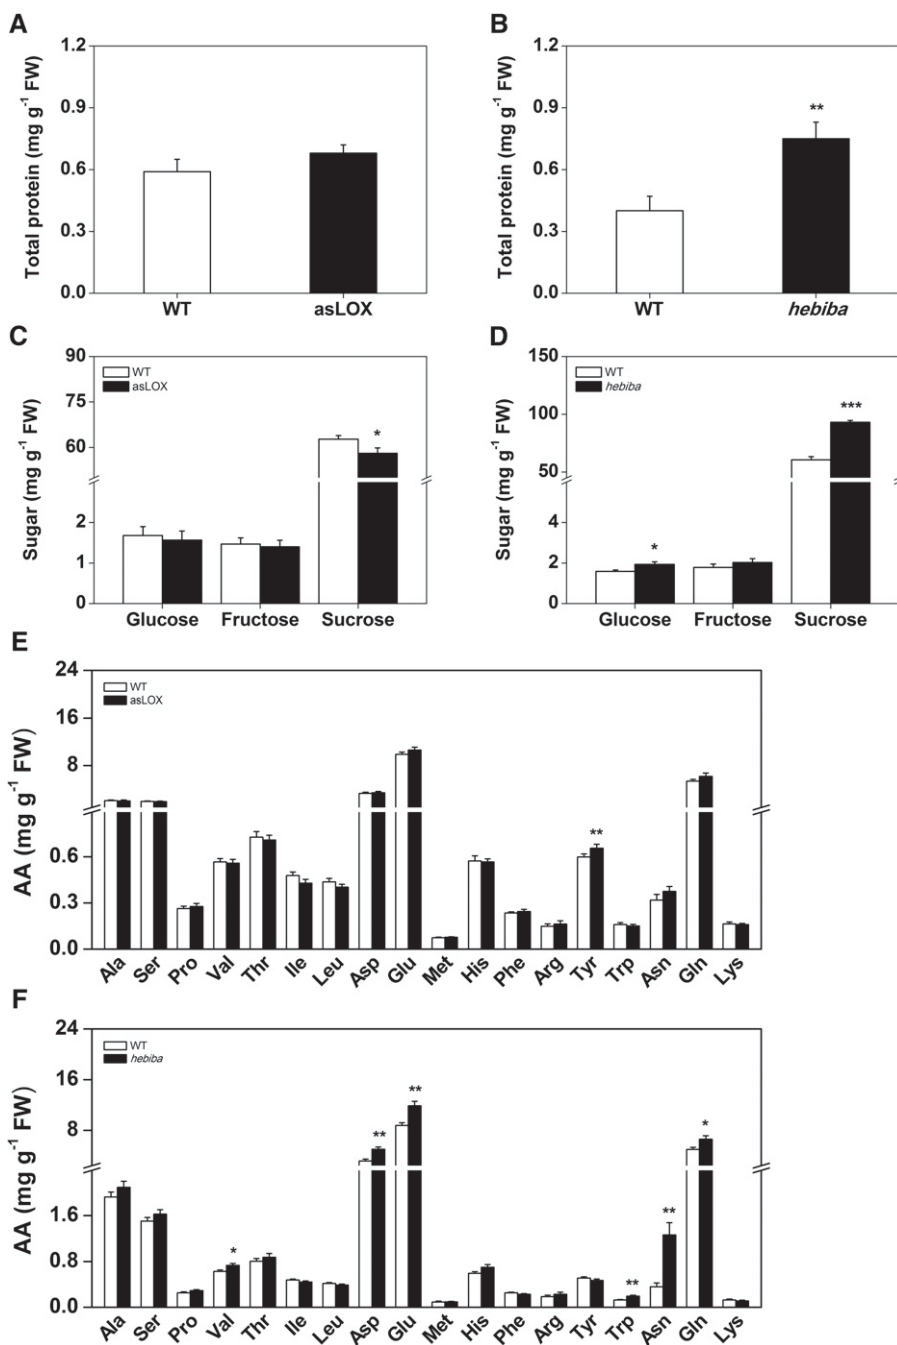 A
1.2
0.9
0.6
0.3
0.0
Total protein (mg g-1 FW)
WT
asLOX
B
1.2
0.9
0.6
0.3
0.0
Total protein (mg g-1 FW)
**
WT
hebiba
C
90
75
60
2
1
0
Sugar (mg g-1 FW)
WT
asLOX
*
Glucose
Fructose
Sucrose
D
150
100
50
4
2
0
Sugar (mg g-1 FW)
WT
hebiba
*
***
Glucose
Fructose
Sucrose
E
24
16
8
0.6
0.3
0.0
AA (mg g-1 FW)
WT
asLOX
**
Ala
Ser
Pro
Val
Thr
Ile
Leu
Asp
Glu
Met
His
Phe
Arg
Tyr
Trp
Asn
Gln
Lys
F
24
16
8
1.6
0.8
0.0
AA (mg g-1 FW)
WT
hebiba
*
**
**
**
**
*
Ala
Ser
Pro
Val
Thr
Ile
Leu
Asp
Glu
Met
His
Phe
Arg
Tyr
Trp
Asn
Gln
Lys